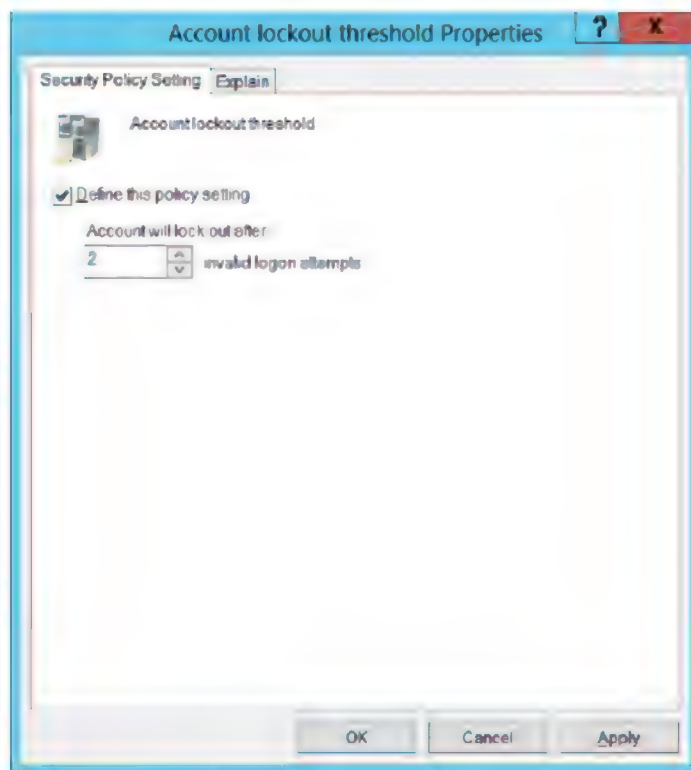 Account lockout threshold Properties
? X
Security Policy Setting Explain
Account lockout threshold
Define this policy setting
Account will lock out after
2 invalid logon attempts
OK Cancel Apply